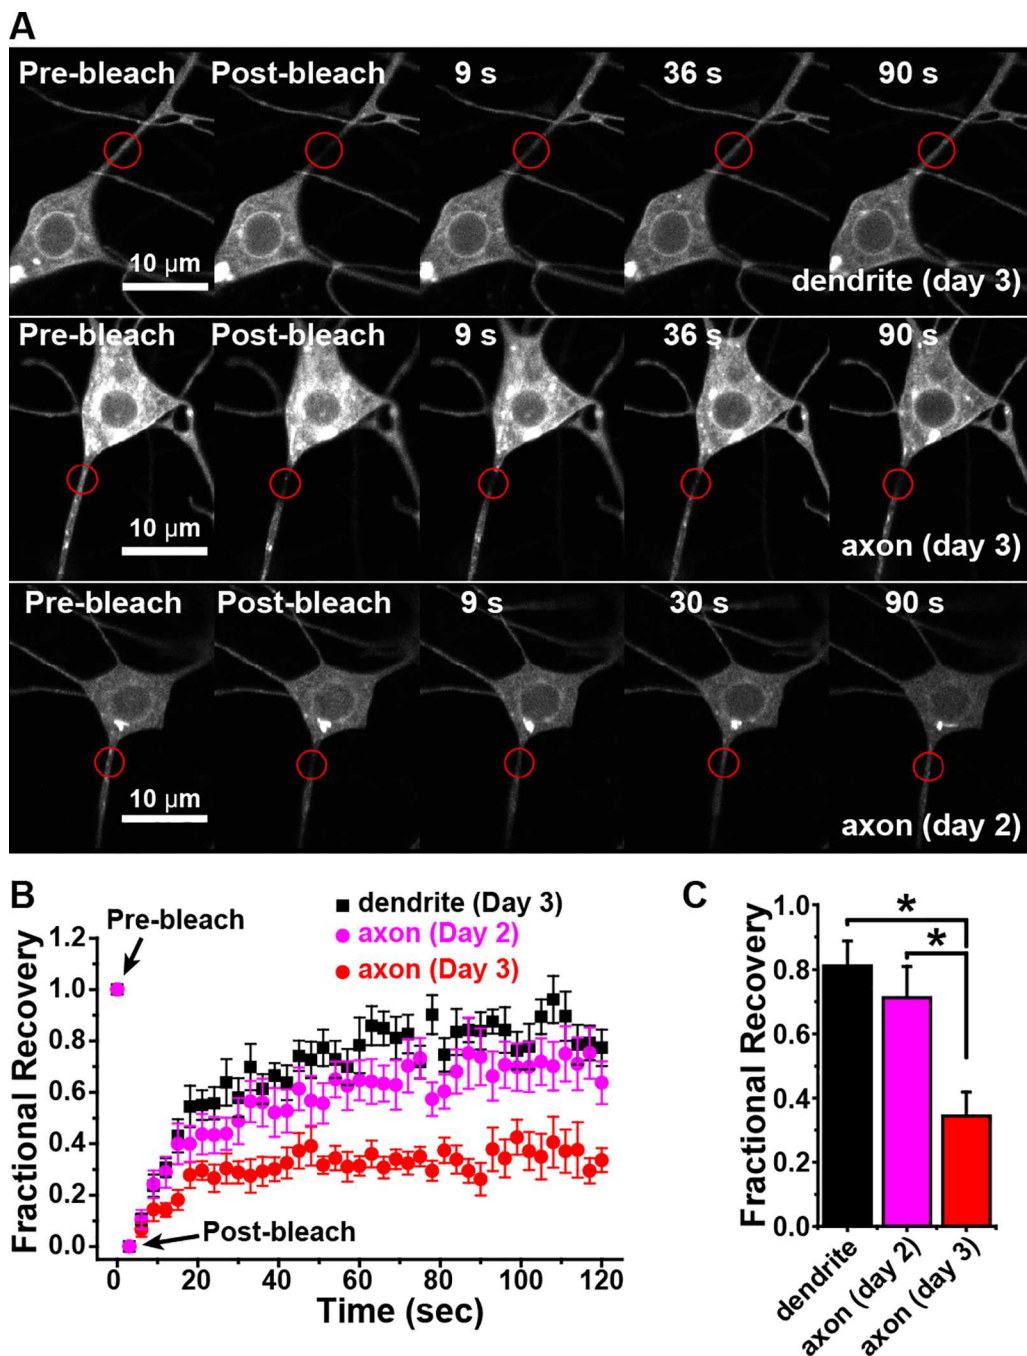 A
Pre-bleach Post-bleach 9 s 36 s 90 s
10 μm
dendrite (day 3)
Pre-bleach Post-bleach 9 s 36 s 90 s
10 μm
axon (day 3)
Pre-bleach Post-bleach 9 s 30 s 90 s
10 μm
axon (day 2)
B
dendrite (Day 3)
axon (Day 2)
axon (Day 3)
Pre-bleach
Post-bleach
Fractional Recovery
1.2
1.0
0.8
0.6
0.4
0.2
0.0
0 20 40 60 80 100 120
Time (sec)
C
Fractional Recovery
1.0
0.8
0.6
0.4
0.2
0.0
*
*
dendrite
axon (day 2)
axon (day 3)